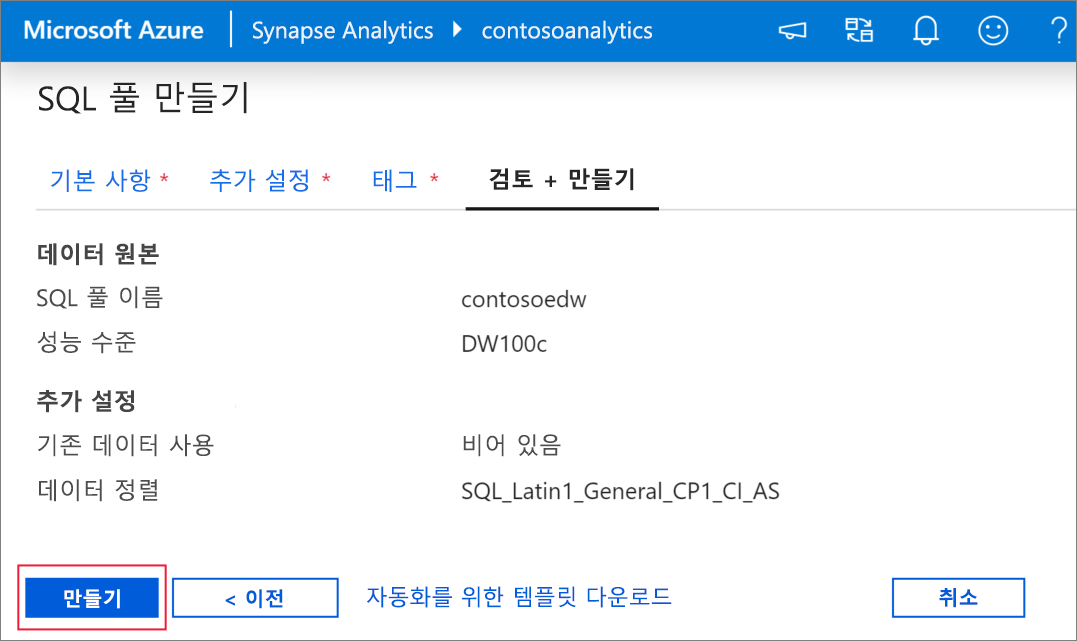 Microsoft Azure Synapse Analytics contosoanalytics ?
SQL 풀 만들기
기본 사항 * 추가 설정 * 태그 * 검토 + 만들기
데이터 원본
SQL 풀 이름 contosoedw
성능 수준 DW100c
추가 설정
기존 데이터 사용 비어 있음
데이터 정렬 SQL_Latin1_General_CP1_CI_AS
만들기 < 이전 자동화를 위한 템플릿 다운로드 취소